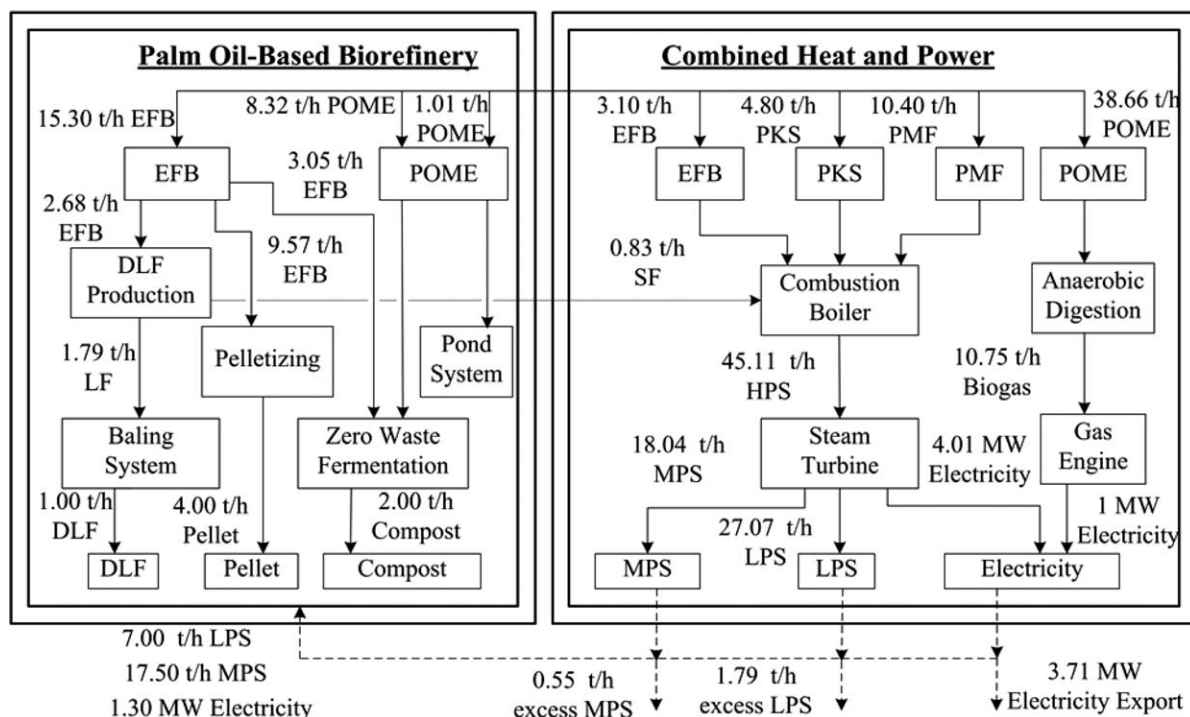 Palm Oil-Based Biorefinery
15.30 t/h EFB
8.32 t/h POME
1.01 t/h
POME
EFB
3.05 t/h
EFB
POME
2.68 t/h
EFB
9.57 t/h
EFB
DLF
Production
0.83 t/h
SF
1.79 t/h
LF
Pelletizing
Pond
System
Baling
System
Zero Waste
Fermentation
1.00 t/h
DLF
4.00 t/h
Pellet
2.00 t/h
Compost
DLF
Pellet
Compost
Combined Heat and Power
3.10 t/h
EFB
4.80 t/h
PKS
10.40 t/h
PMF
38.66 t/h
POME
EFB
PKS
PMF
POME
Combustion
Boiler
Anaerobic
Digestion
45.11 t/h
HPS
10.75 t/h
Biogas
18.04 t/h
MPS
Steam
Turbine
4.01 MW
Electricity
Gas
Engine
27.07 t/h
LPS
1 MW
Electricity
MPS
LPS
Electricity
7.00 t/h LPS
17.50 t/h MPS
1.30 MW Electricity
0.55 t/h
excess MPS
1.79 t/h
excess LPS
3.71 MW
Electricity Export